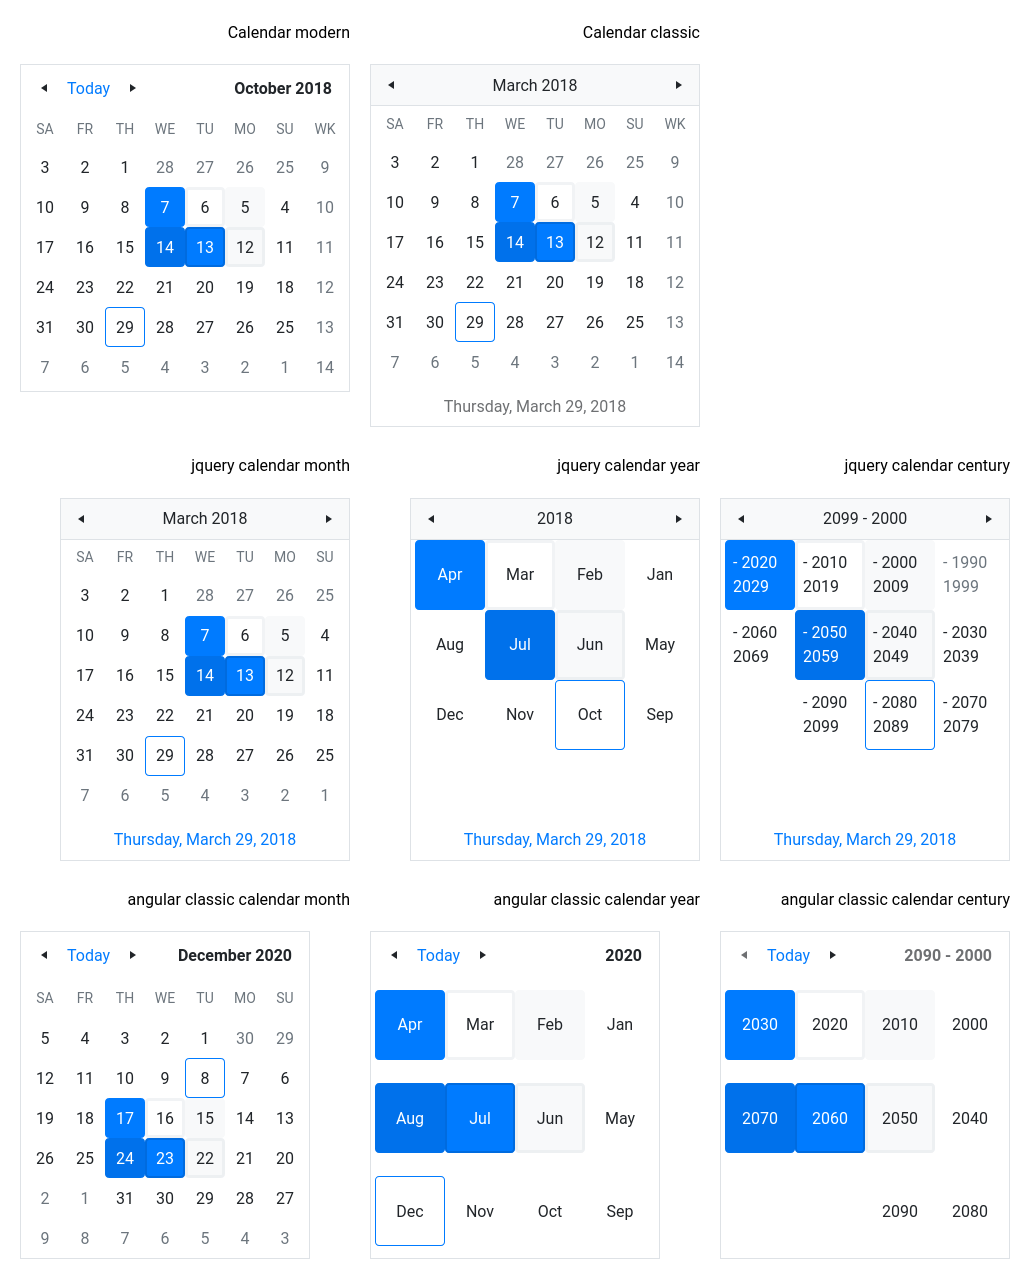 Calendar modern
Today October 2018
SA FR TH WE TU MO SU WK
3 2 1 28 27 26 25 9
10 9 8 7 6 5 4 10
17 16 15 14 13 12 11 11
24 23 22 21 20 19 18 12
31 30 29 28 27 26 25 13
7 6 5 4 3 2 1 14
Calendar classic
March 2018
SA FR TH WE TU MO SU WK
3 2 1 28 27 26 25 9
10 9 8 7 6 5 4 10
17 16 15 14 13 12 11 11
24 23 22 21 20 19 18 12
31 30 29 28 27 26 25 13
7 6 5 4 3 2 1 14
Thursday, March 29, 2018
jquery calendar month
March 2018
SA FR TH WE TU MO SU
3 2 1 28 27 26 25
10 9 8 7 6 5 4
17 16 15 14 13 12 11
24 23 22 21 20 19 18
31 30 29 28 27 26 25
7 6 5 4 3 2 1
Thursday, March 29, 2018
jquery calendar year
2018
Apr Mar Feb Jan
Aug Jul Jun May
Dec Nov Oct Sep
Thursday, March 29, 2018
jquery calendar century
2099 - 2000
- 2020 - 2010 - 2000 - 1990
2029 2019 2009 1999
- 2060 - 2050 - 2040 - 2030
2069 2059 2049 2039
- 2090 - 2080 - 2070
2099 2089 2079
Thursday, March 29, 2018
angular classic calendar month
Today December 2020
SA FR TH WE TU MO SU
5 4 3 2 1 30 29
12 11 10 9 8 7 6
19 18 17 16 15 14 13
26 25 24 23 22 21 20
2 1 31 30 29 28 27
9 8 7 6 5 4 3
angular classic calendar year
Today 2020
Apr Mar Feb Jan
Aug Jul Jun May
Dec Nov Oct Sep
angular classic calendar century
Today 2090 - 2000
2030 2020 2010 2000
2070 2060 2050 2040
2090 2080